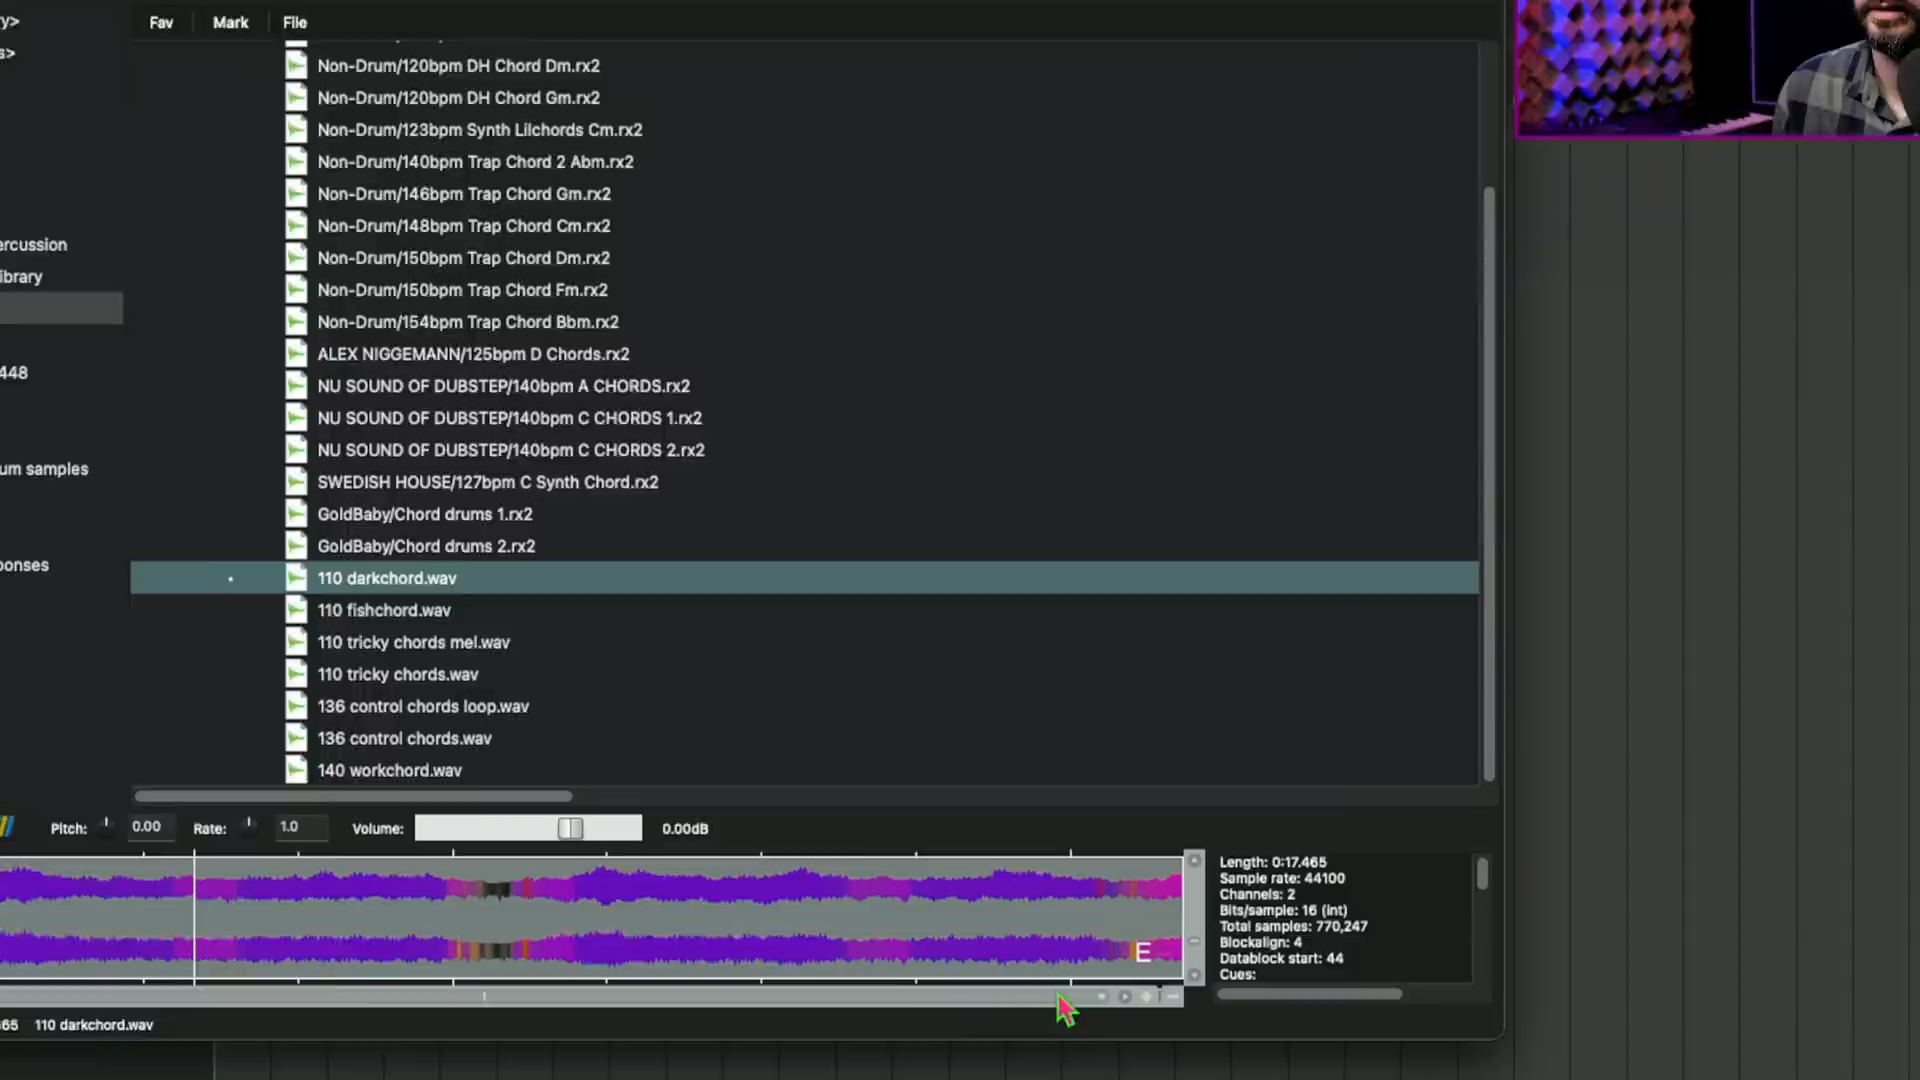 ry>
s>
ercussion
ibrary
448
um samples
ponses
Fav Mark File
Non-Drum/120bpm DH Chord Dm.rx2
Non-Drum/120bpm DH Chord Gm.rx2
Non-Drum/123bpm Synth Lilchords Cm.rx2
Non-Drum/140bpm Trap Chord 2 Abm.rx2
Non-Drum/146bpm Trap Chord Gm.rx2
Non-Drum/148bpm Trap Chord Cm.rx2
Non-Drum/150bpm Trap Chord Dm.rx2
Non-Drum/150bpm Trap Chord Fm.rx2
Non-Drum/154bpm Trap Chord Bbm.rx2
ALEX NIGGEMANN/125bpm D Chords.rx2
NU SOUND OF DUBSTEP/140bpm A CHORDS.rx2
NU SOUND OF DUBSTEP/140bpm C CHORDS 1.rx2
NU SOUND OF DUBSTEP/140bpm C CHORDS 2.rx2
SWEDISH HOUSE/127bpm C Synth Chord.rx2
GoldBaby/Chord drums 1.rx2
GoldBaby/Chord drums 2.rx2
110 darkchord.wav
110 fishchord.wav
110 tricky chords mel.wav
110 tricky chords.wav
136 control chords loop.wav
136 control chords.wav
140 workchord.wav
Pitch: 0.00 Rate: 1.0 Volume: 0.00dB
E
Length: 0:17.465
Sample rate: 44100
Channels: 2
Bits/sample: 16 (int)
Total samples: 770,247
Blockalign: 4
Datablock start: 44
Cues:
65 110 darkchord.wav